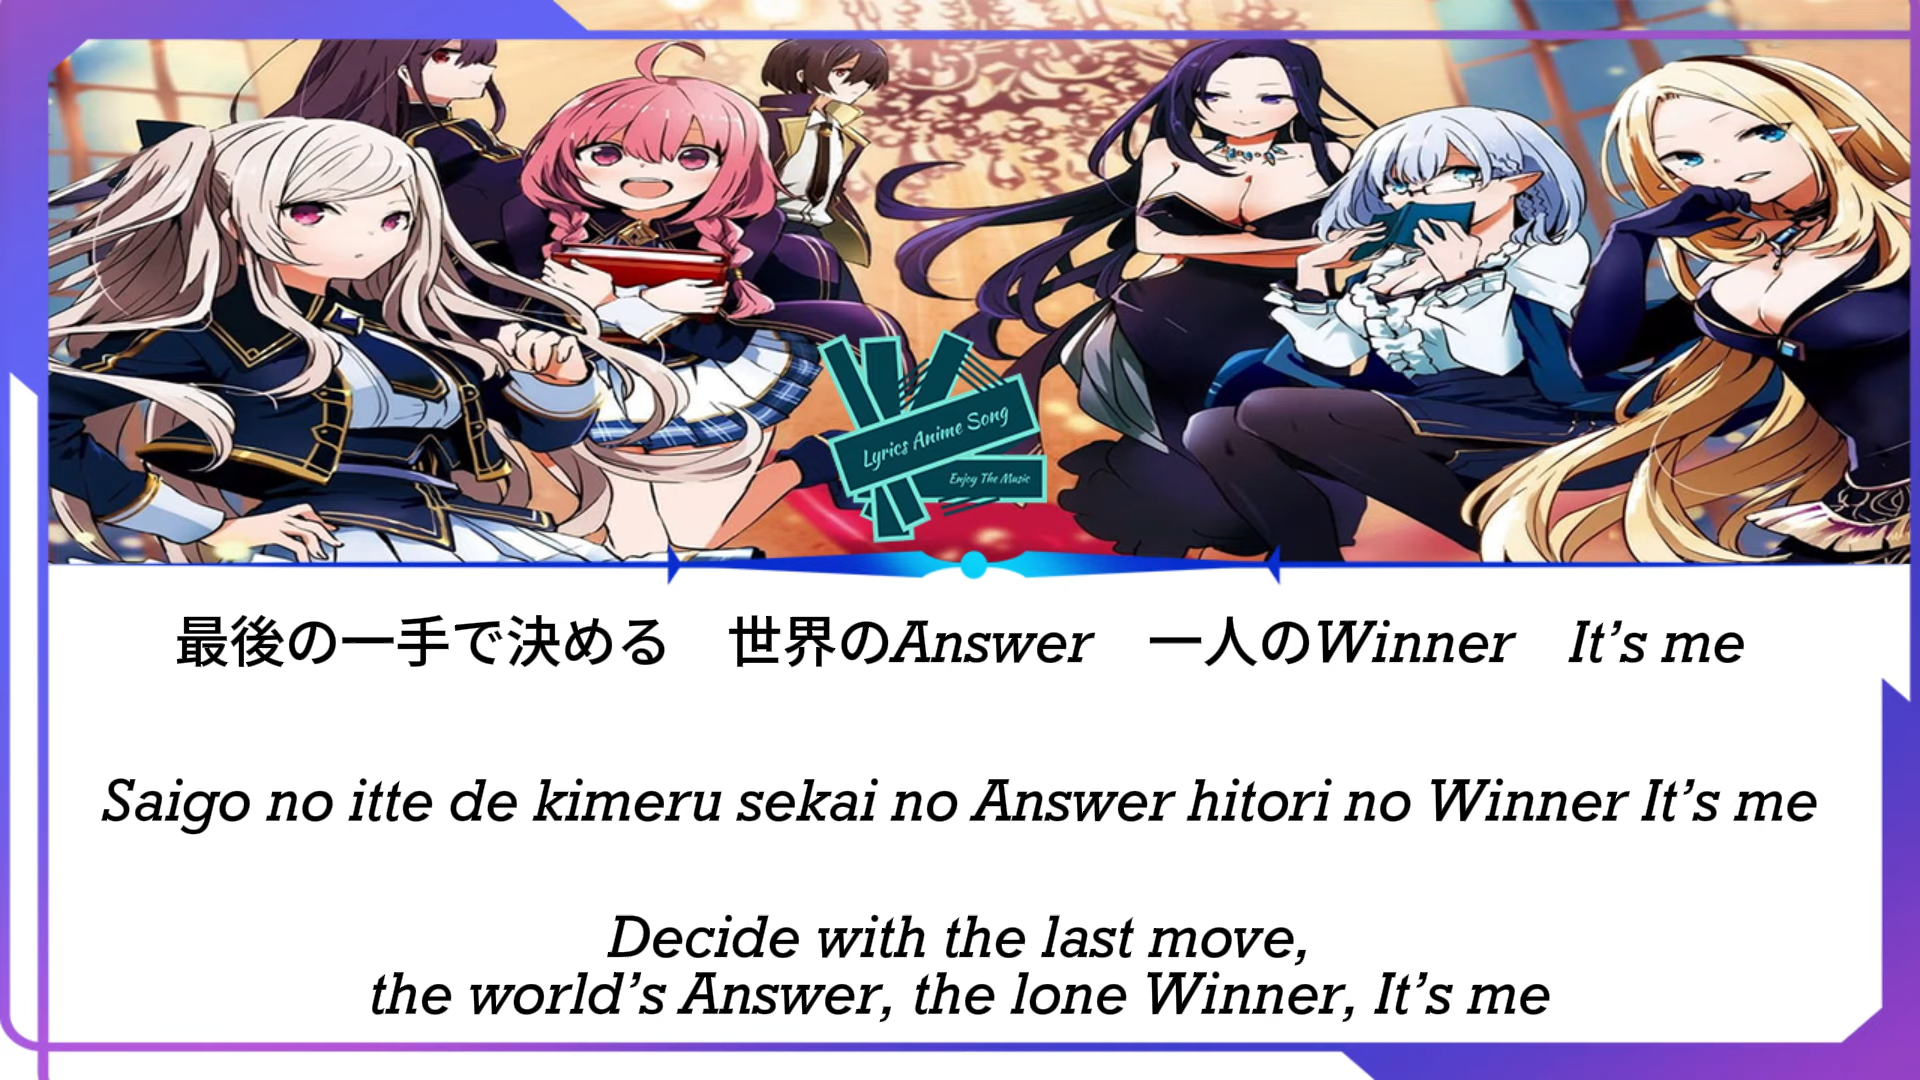 Lyrics Anime Song
Enjoy The Music
最後の一手で決める　世界のAnswer　一人のWinner　It’s me
Saigo no itte de kimeru sekai no Answer hitori no Winner It’s me
Decide with the last move,
the world’s Answer, the lone Winner, It’s me